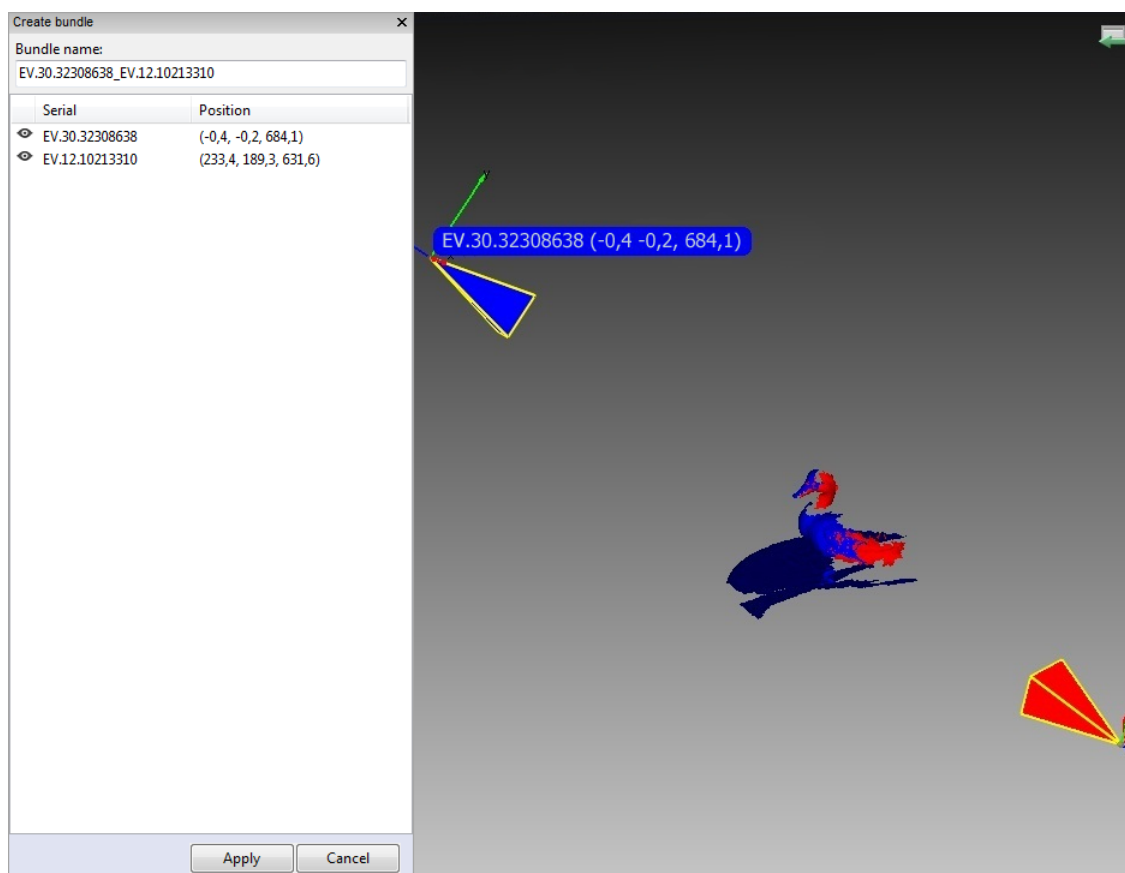 Create bundle
Bundle name:
EV.30.32308638_EV.12.10213310
Serial Position
EV.30.32308638 (-0,4, -0,2, 684,1)
EV.12.10213310 (233,4, 189,3, 631,6)
Apply Cancel
EV.30.32308638 (-0,4 -0,2, 684,1)